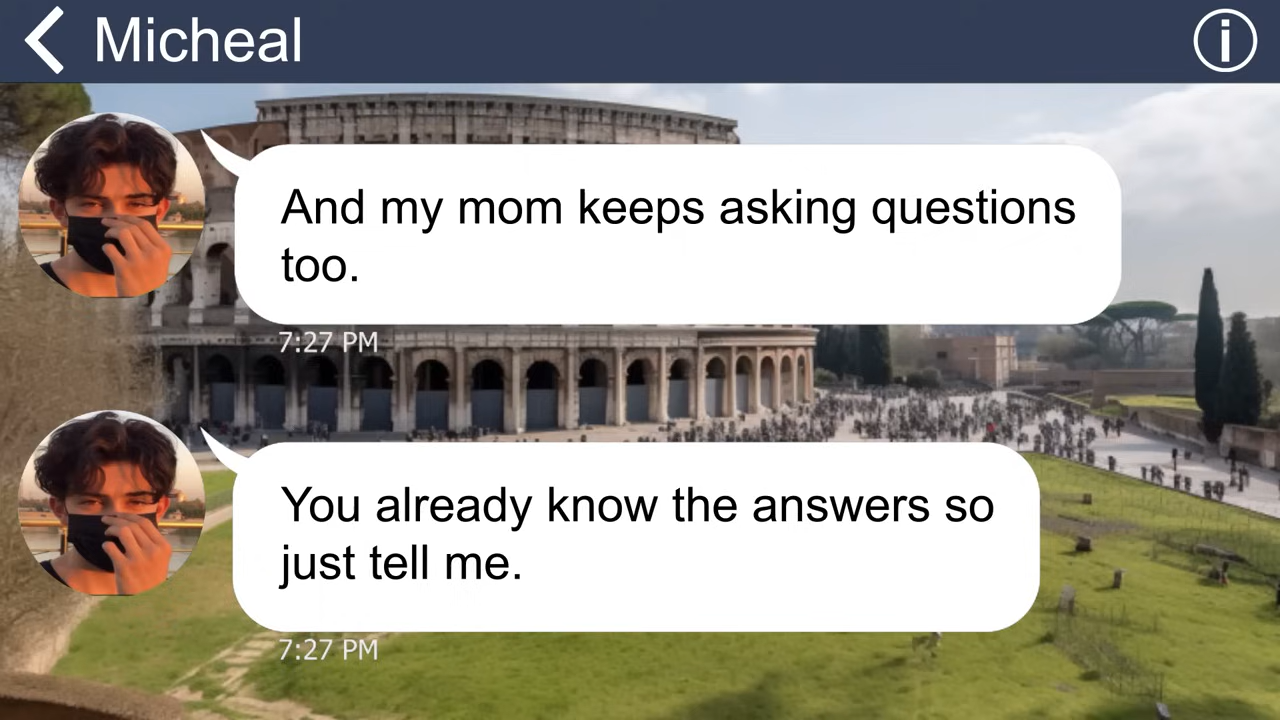 Micheal
And my mom keeps asking questions
too.
7:27 PM
You already know the answers so
just tell me.
7:27 PM